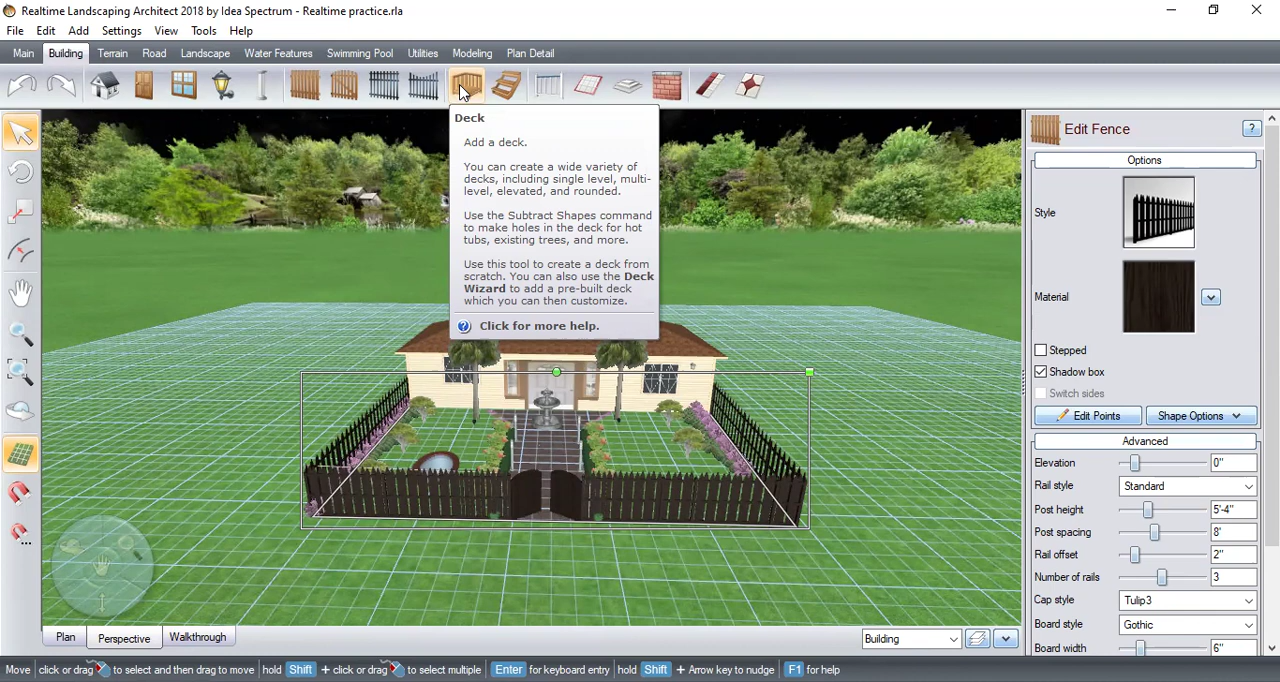 Realtime Landscaping Architect 2018 by Idea Spectrum - Realtime practice.rla
File Edit Add Settings View Tools Help
Main Building Terrain Road Landscape Water Features Swimming Pool Utilities Modeling Plan Detail
Deck
Add a deck.
You can create a wide variety of
decks, including single level, multi-
level, elevated, and rounded.
Use the Subtract Shapes command
to make holes in the deck for hot
tubs, existing trees, and more.
Use this tool to create a deck from
scratch. You can also use the Deck
Wizard to add a pre-built deck
which you can then customize.
? Click for more help.
Edit Fence ?
Options
Style
Material
Stepped
Shadow box
Switch sides
Edit Points Shape Options
Advanced
Elevation 0"
Rail style Standard
Post height 5'-4"
Post spacing 8'
Rail offset 2"
Number of rails 3
Cap style Tulip3
Board style Gothic
Board width 6"
Plan Perspective Walkthrough Building
Move click or drag to select and then drag to move hold Shift + click or drag to select multiple Enter for keyboard entry hold Shift + Arrow key to nudge F1 for help